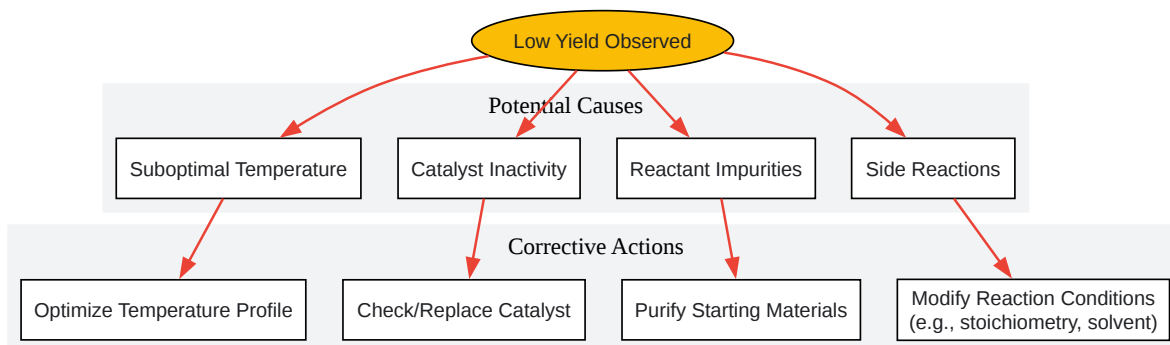 Low Yield Observed
Potential Causes
Suboptimal Temperature
Catalyst Inactivity
Reactant Impurities
Side Reactions
Corrective Actions
Optimize Temperature Profile
Check/Replace Catalyst
Purify Starting Materials
Modify Reaction Conditions
(e.g., stoichiometry, solvent)